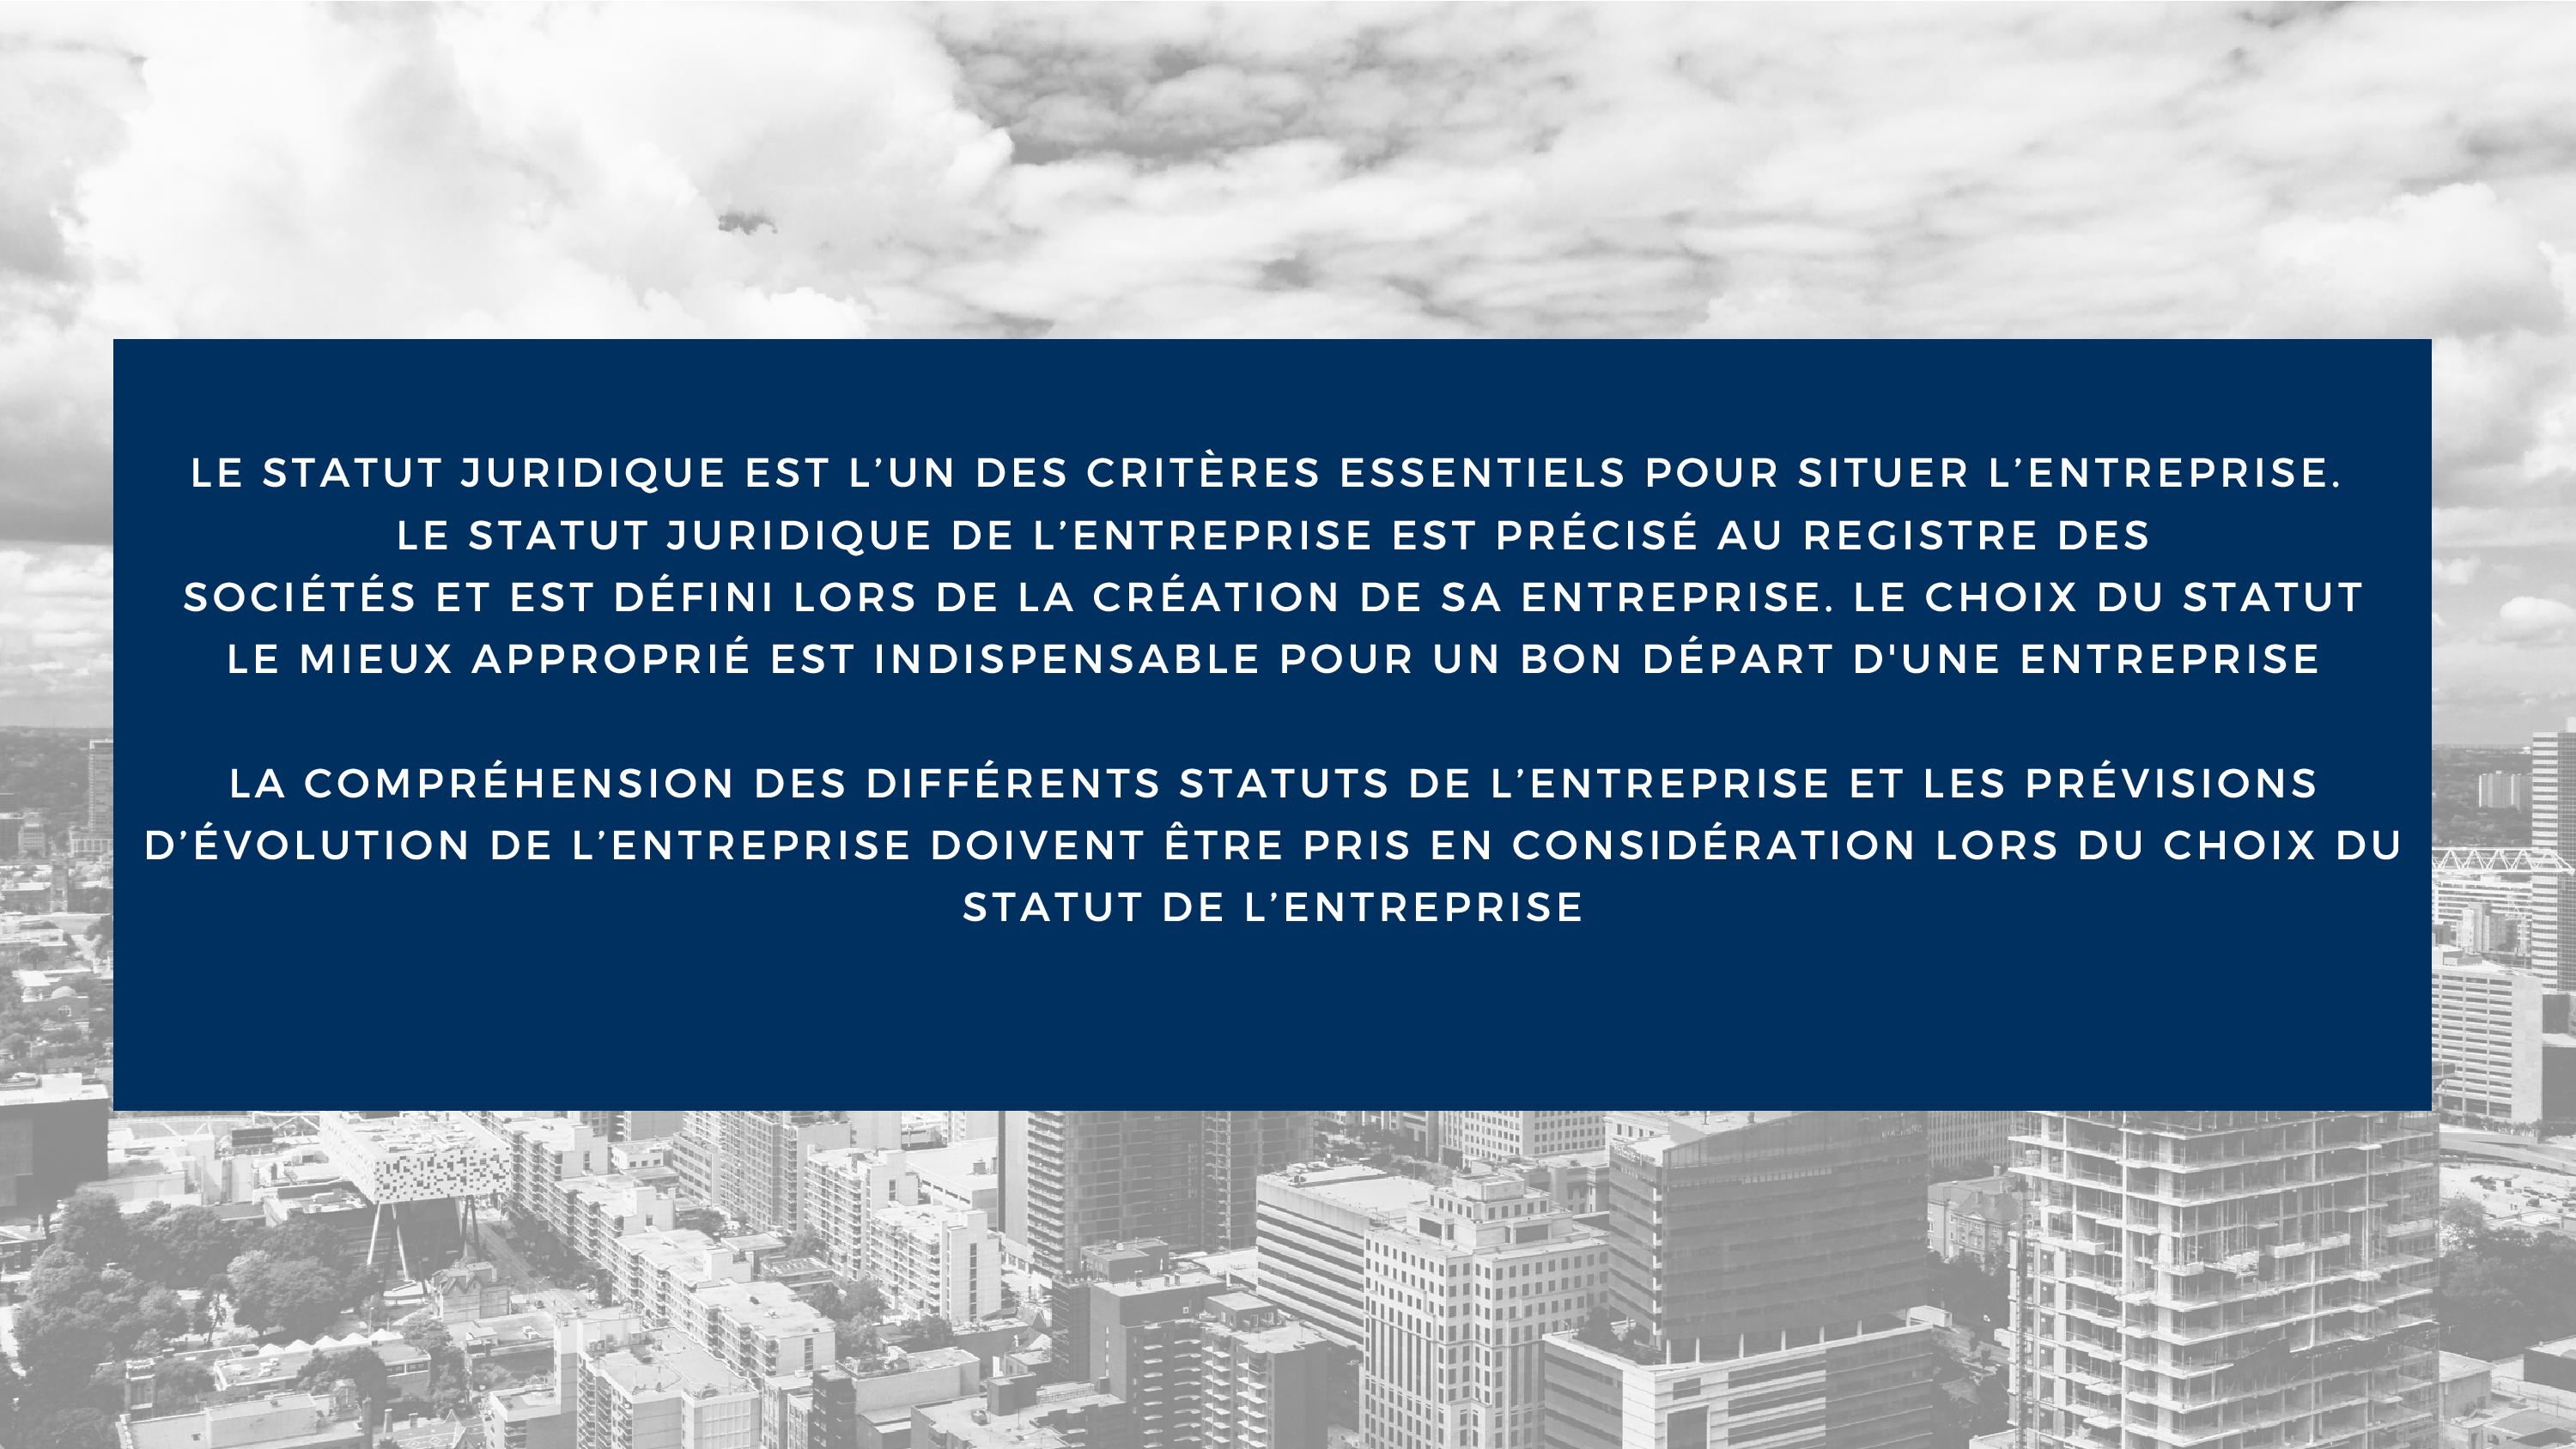 LE STATUT JURIDIQUE EST L’UN DES CRITÈRES ESSENTIELS POUR SITUER L’ENTREPRISE.
LE STATUT JURIDIQUE DE L’ENTREPRISE EST PRÉCISÉ AU REGISTRE DES
SOCIÉTÉS ET EST DÉFINI LORS DE LA CRÉATION DE SA ENTREPRISE. LE CHOIX DU STATUT
LE MIEUX APPROPRIÉ EST INDISPENSABLE POUR UN BON DÉPART D'UNE ENTREPRISE
LA COMPRÉHENSION DES DIFFÉRENTS STATUTS DE L’ENTREPRISE ET LES PRÉVISIONS
D’ÉVOLUTION DE L’ENTREPRISE DOIVENT ÊTRE PRIS EN CONSIDÉRATION LORS DU CHOIX DU
STATUT DE L’ENTREPRISE